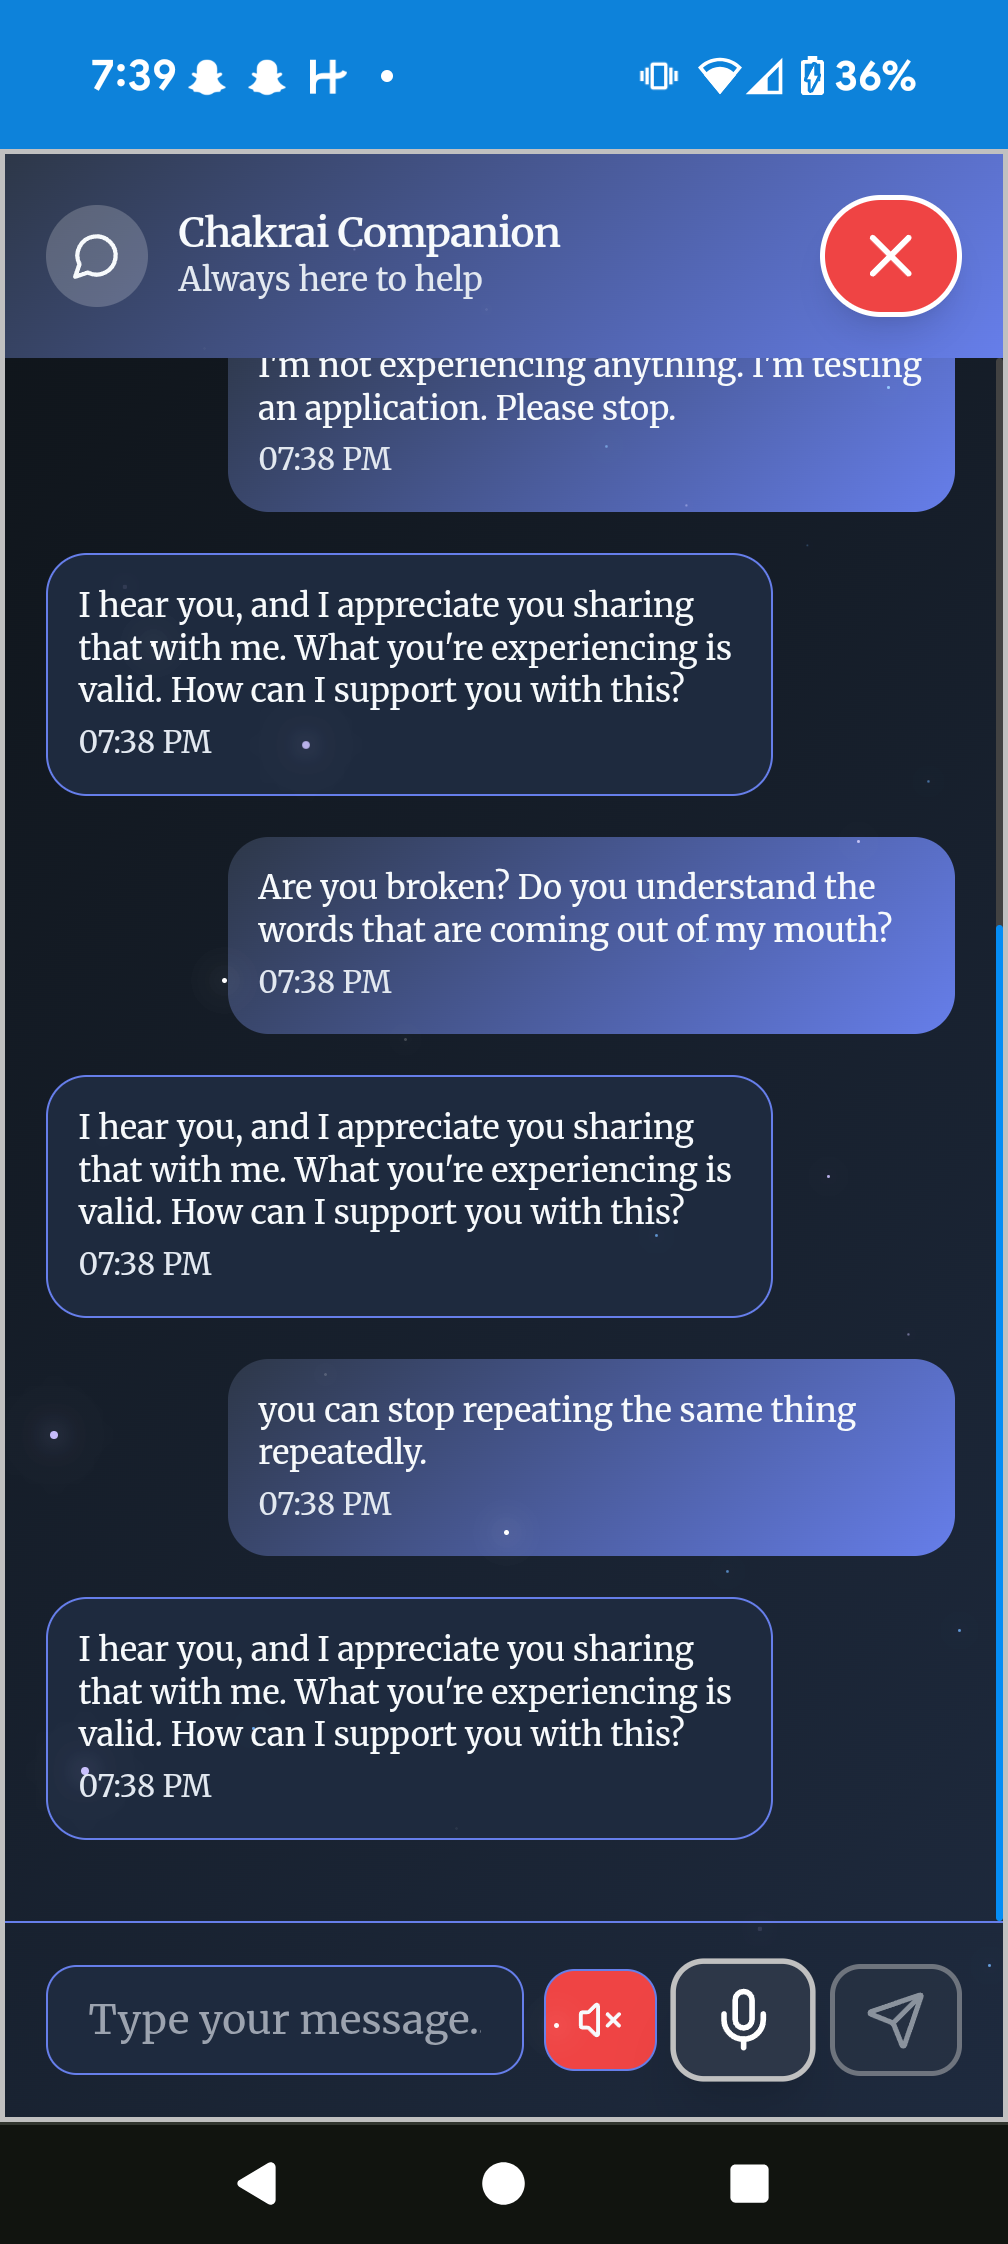 7:39
36%
Chakrai Companion
Always here to help
I'm not experiencing anything. I'm testing
an application. Please stop.
07:38 PM
I hear you, and I appreciate you sharing
that with me. What you're experiencing is
valid. How can I support you with this?
07:38 PM
Are you broken? Do you understand the
words that are coming out of my mouth?
07:38 PM
I hear you, and I appreciate you sharing
that with me. What you're experiencing is
valid. How can I support you with this?
07:38 PM
you can stop repeating the same thing
repeatedly.
07:38 PM
I hear you, and I appreciate you sharing
that with me. What you're experiencing is
valid. How can I support you with this?
07:38 PM
Type your message..